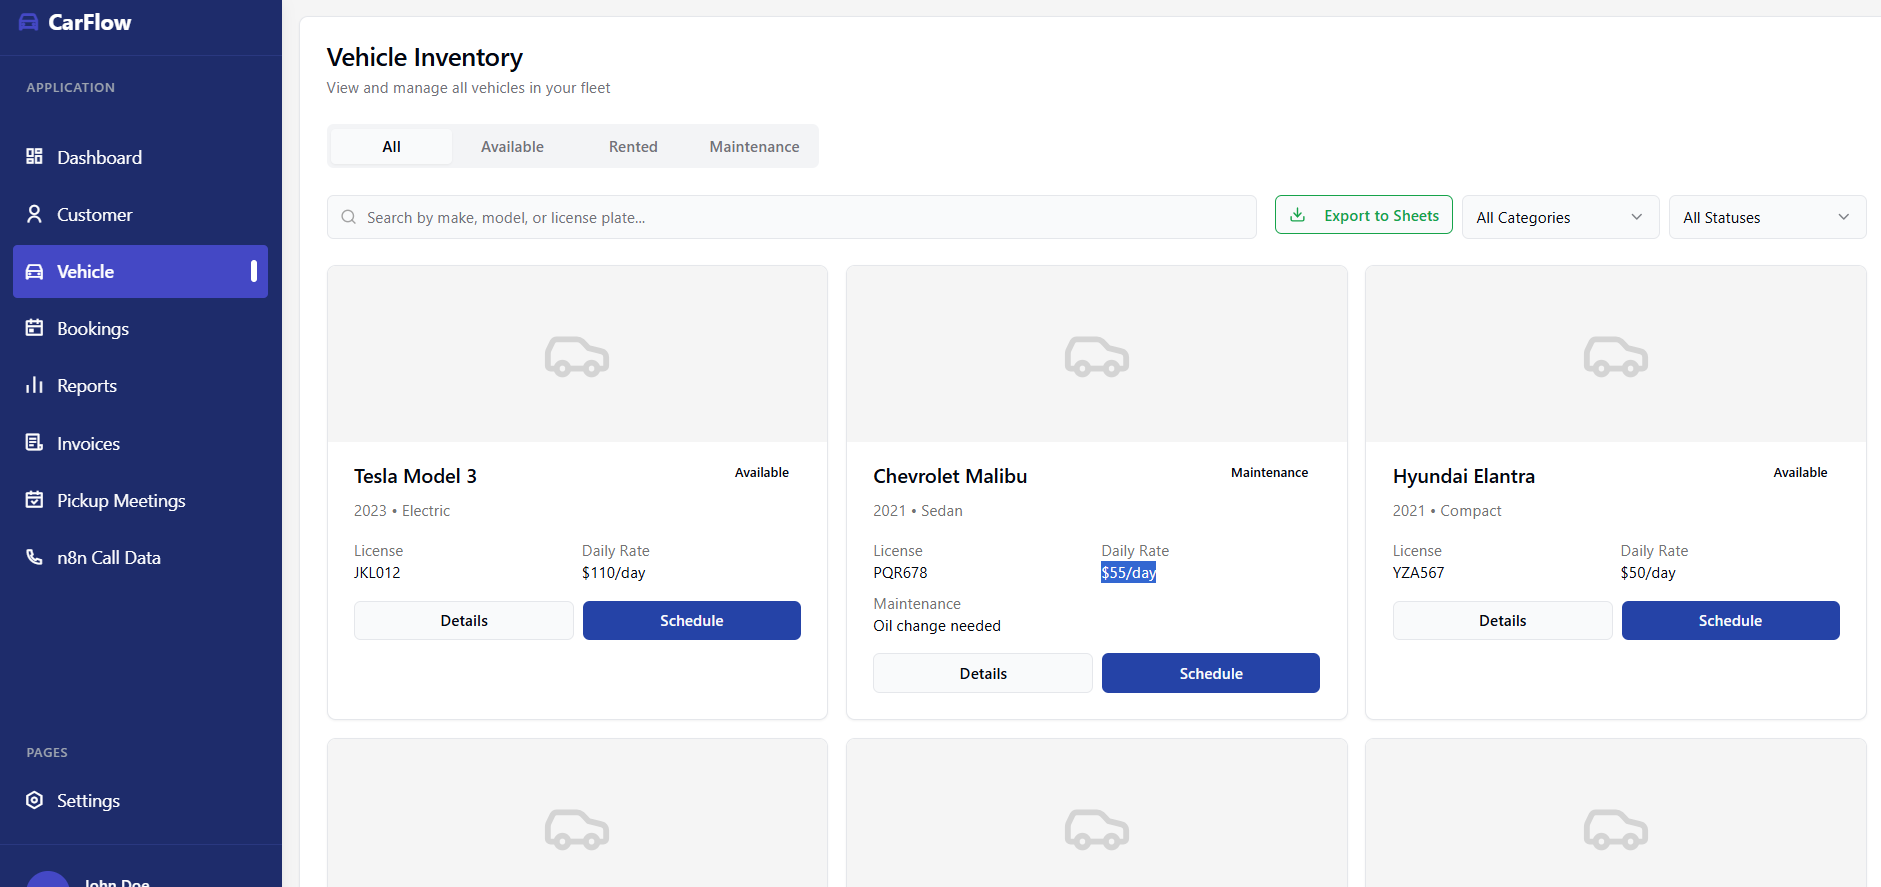 CarFlow
APPLICATION
Dashboard
Customer
Vehicle
Bookings
Reports
Invoices
Pickup Meetings
n8n Call Data
PAGES
Settings
John Doe
Vehicle Inventory
View and manage all vehicles in your fleet
All Available Rented Maintenance
Search by make, model, or license plate...
Export to Sheets
All Categories
All Statuses
Tesla Model 3
Available
2023 • Electric
License Daily Rate
JKL012 $110/day
Details Schedule
Chevrolet Malibu
Maintenance
2021 • Sedan
License Daily Rate
PQR678 $55/day
Maintenance
Oil change needed
Details Schedule
Hyundai Elantra
Available
2021 • Compact
License Daily Rate
YZA567 $50/day
Details Schedule